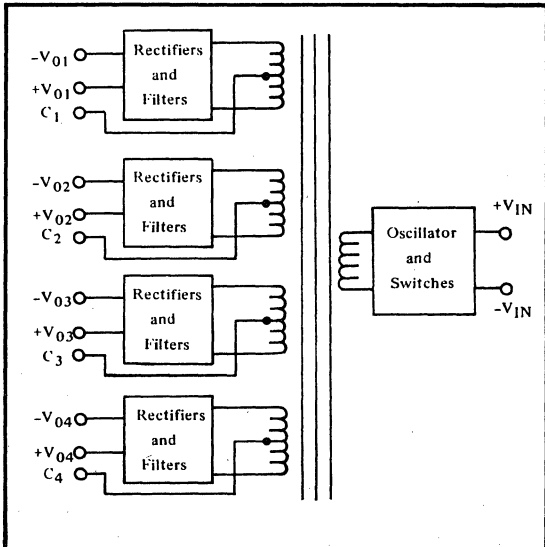 -V01
+V01
C1
Rectifiers
and
Filters
-V02
+V02
C2
Rectifiers
and
Filters
-V03
+V03
C3
Rectifiers
and
Filters
-V04
+V04
C4
Rectifiers
and
Filters
Oscillator
and
Switches
+VIN
-VIN